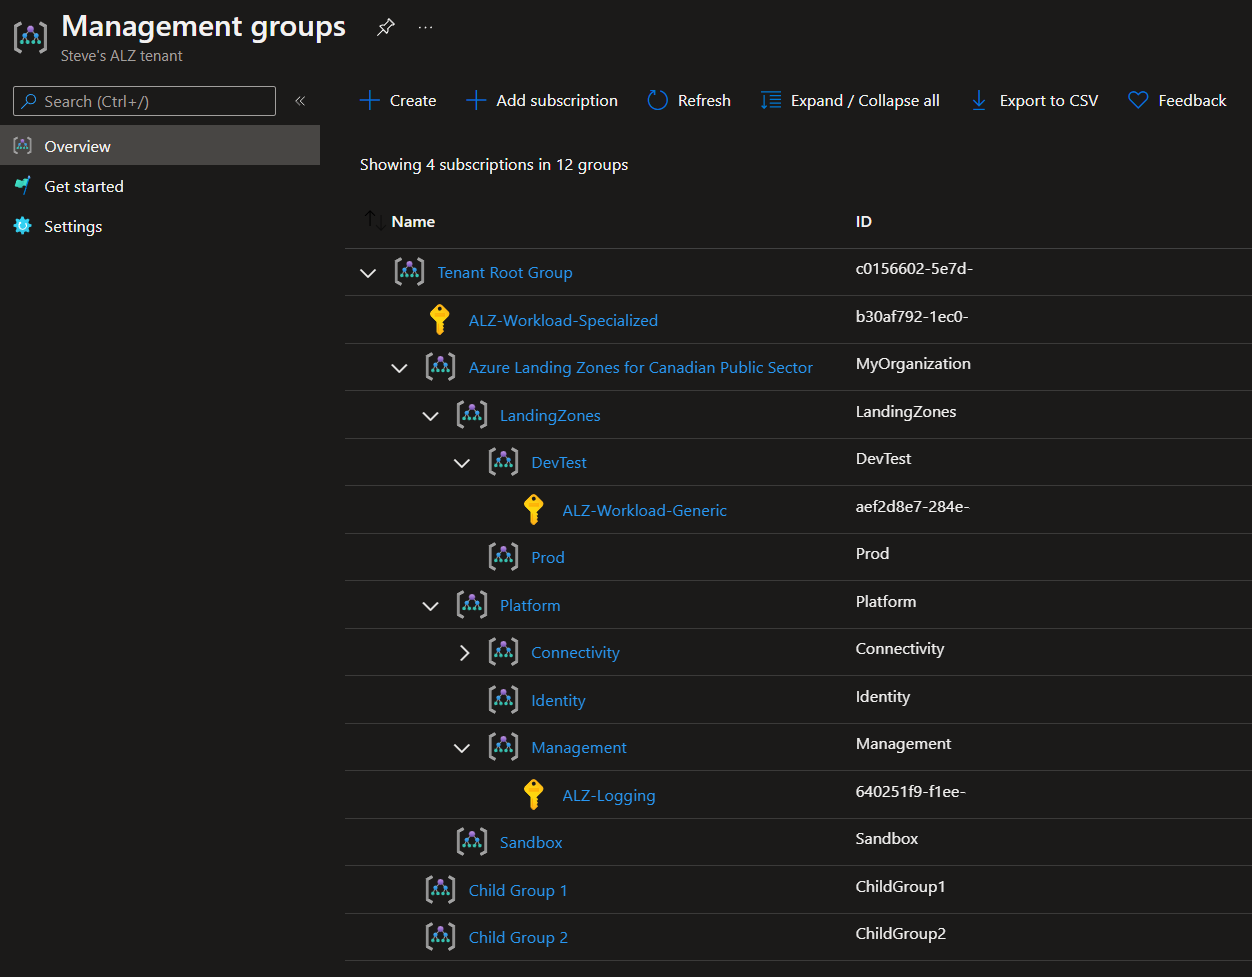 Management groups
Steve's ALZ tenant
Search (Ctrl+/)
Overview
Get started
Settings
Create Add subscription Refresh Expand / Collapse all Export to CSV Feedback
Showing 4 subscriptions in 12 groups
Name ID
Tenant Root Group c0156602-5e7d-
ALZ-Workload-Specialized b30af792-1ec0-
Azure Landing Zones for Canadian Public Sector MyOrganization
LandingZones LandingZones
DevTest DevTest
ALZ-Workload-Generic aef2d8e7-284e-
Prod Prod
Platform Platform
Connectivity Connectivity
Identity Identity
Management Management
ALZ-Logging 640251f9-f1ee-
Sandbox Sandbox
Child Group 1 ChildGroup1
Child Group 2 ChildGroup2